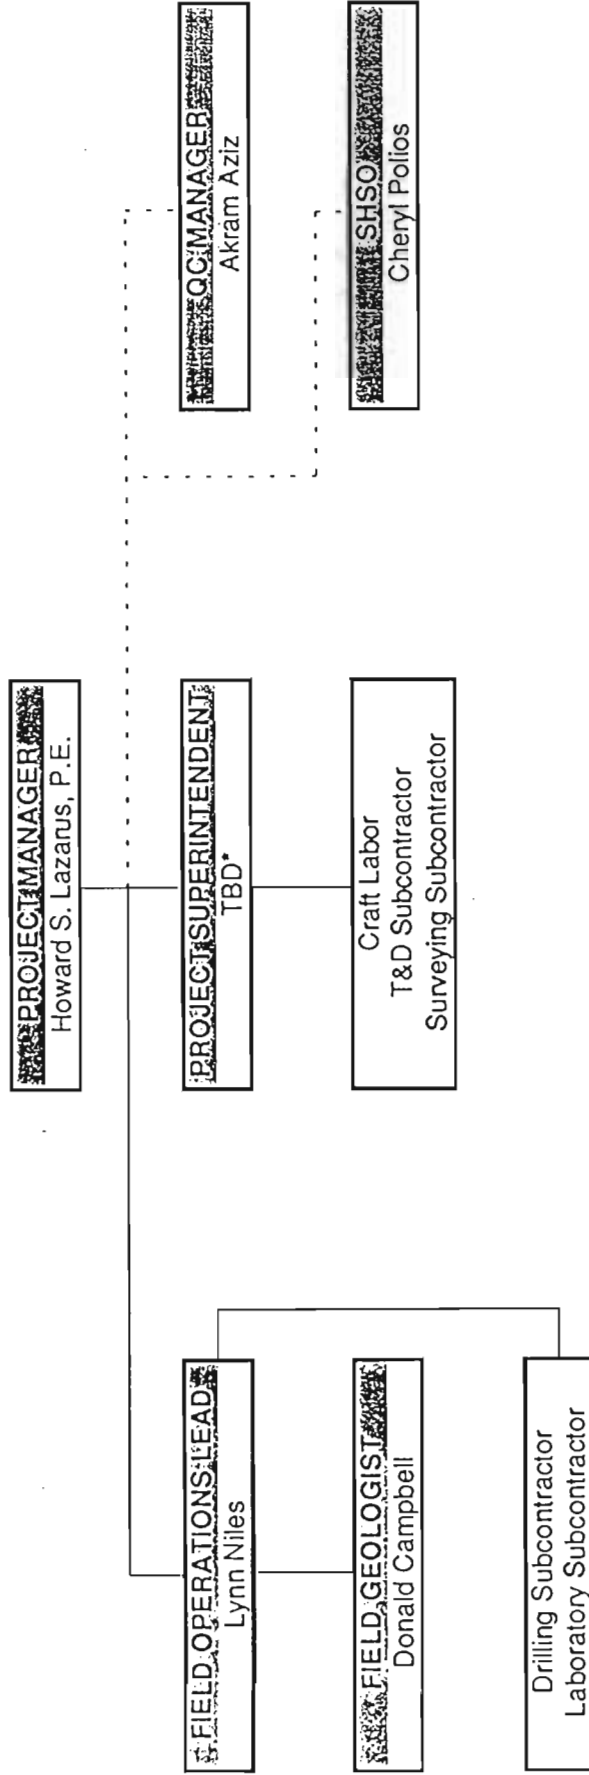 PROJECT MANAGER
Howard S. Lazarus, P.E.
FIELD OPERATIONS LEAD
Lynn Niles
PROJECT SUPERINTENDENT
TBD*
QC MANAGER
Akram Aziz
FIELD GEOLOGIST
Donald Campbell
Craft Labor
T&D Subcontractor
Surveying Subcontractor
SHSO
Cheryl Polios
Drilling Subcontractor
Laboratory Subcontractor